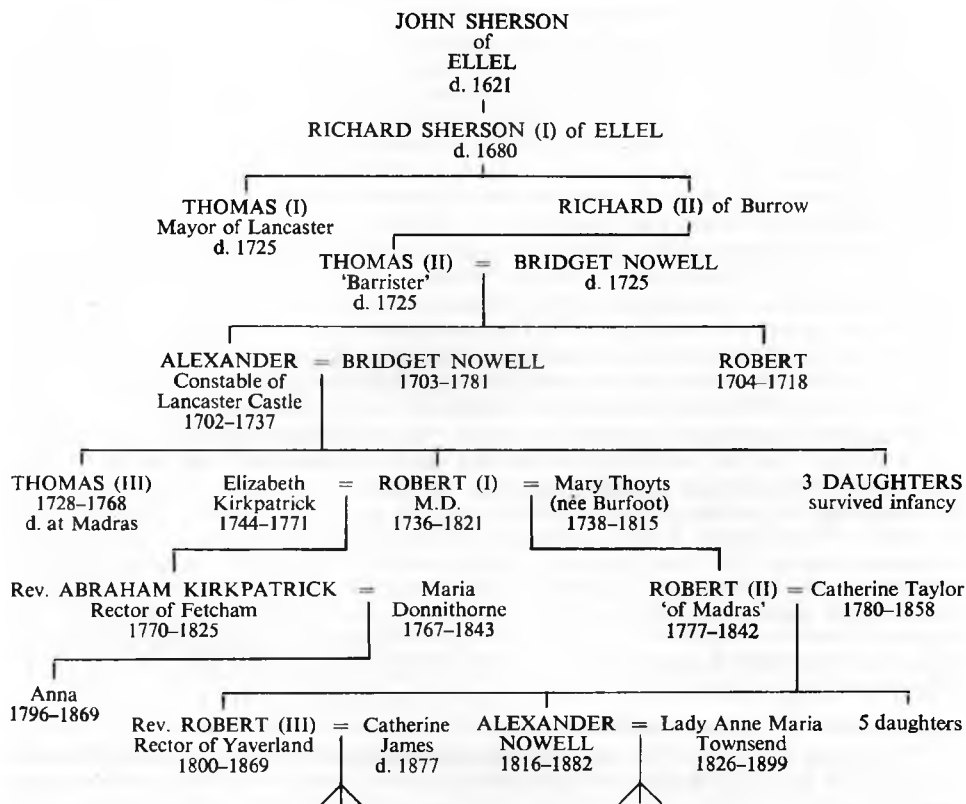 JOHN SHERSON
of
ELLEL
d. 1621
RICHARD SHERSON (I) of ELLEL
d. 1680
THOMAS (I)
Mayor of Lancaster
d. 1725
RICHARD (II) of Burrow
THOMAS (II) = BRIDGET NOWELL
'Barrister' d. 1725
d. 1725
ALEXANDER = BRIDGET NOWELL
Constable of 1703–1781
Lancaster Castle
1702–1737
ROBERT
1704–1718
THOMAS (III)
1728–1768
d. at Madras
Elizabeth = ROBERT (I) = Mary Thoyts
Kirkpatrick M.D. (née Burfoot)
1744–1771 1736–1821 1738–1815
3 DAUGHTERS
survived infancy
Rev. ABRAHAM KIRKPATRICK = Maria
Rector of Fetcham Donnithorne
1770–1825 1767–1843
ROBERT (II) = Catherine Taylor
'of Madras' 1780–1858
1777–1842
Anna
1796–1869
Rev. ROBERT (III) = Catherine
Rector of Yaverland James
1800–1869 d. 1877
ALEXANDER = Lady Anne Maria
NOWELL Townsend
1816–1882 1826–1899
5 daughters